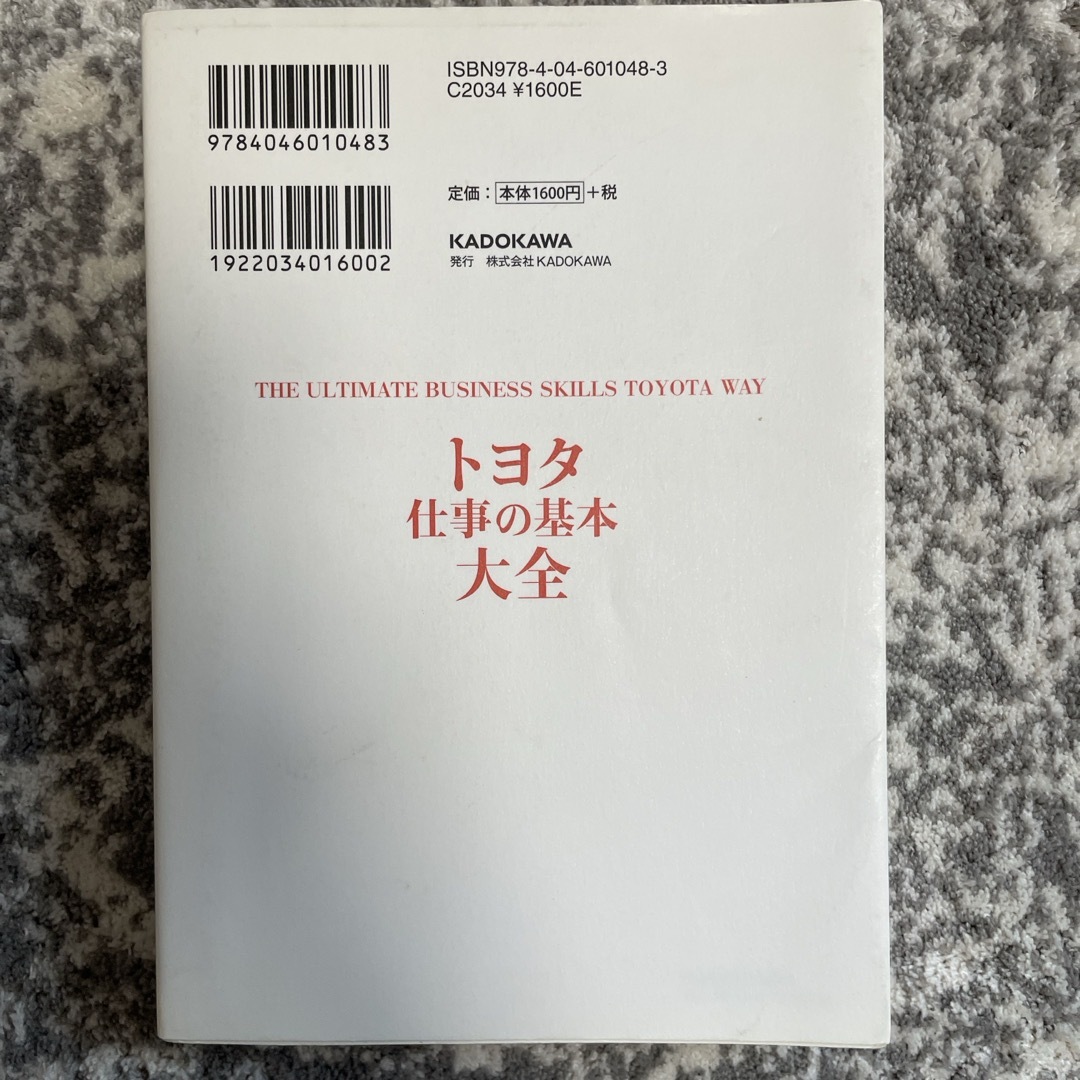 ISBN978-4-04-601048-3
C2034 ¥1600E
9784046010483
定価：本体1600円+税
1922034016002
KADOKAWA
発行　株式会社KADOKAWA
THE ULTIMATE BUSINESS SKILLS TOYOTA WAY
トヨタ
仕事の基本
大全